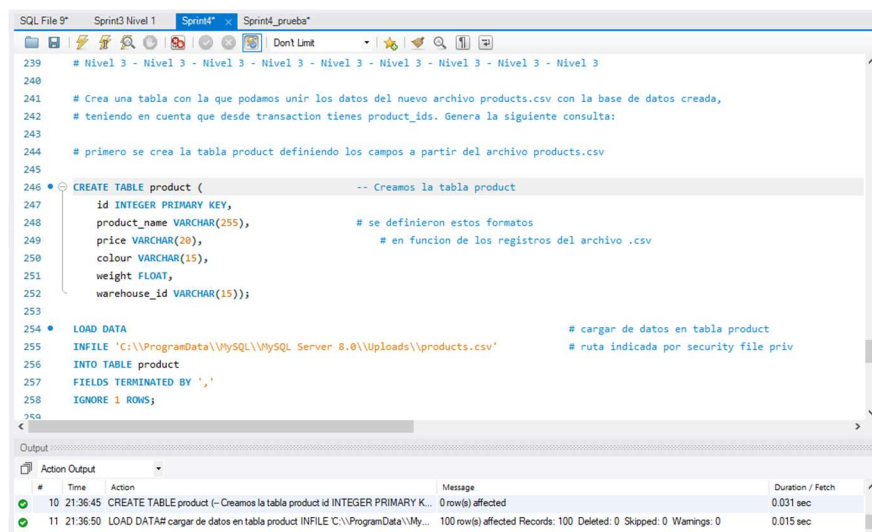 SQL File 9* Sprint3 Nivel 1 Sprint4* × Sprint4_prueba*
Don't Limit
239 # Nivel 3 - Nivel 3 - Nivel 3 - Nivel 3 - Nivel 3 - Nivel 3 - Nivel 3 - Nivel 3 - Nivel 3
240
241 # Crea una tabla con la que podamos unir los datos del nuevo archivo products.csv con la base de datos creada,
242 # teniendo en cuenta que desde transaction tienes product_ids. Genera la siguiente consulta:
243
244 # primero se crea la tabla product definiendo los campos a partir del archivo products.csv
245
246 CREATE TABLE product ( -- Creamos la tabla product
247 id INTEGER PRIMARY KEY,
248 product_name VARCHAR(255), # se definieron estos formatos
249 price VARCHAR(20), # en funcion de los registros del archivo .csv
250 colour VARCHAR(15),
251 weight FLOAT,
252 warehouse_id VARCHAR(15));
253
254 LOAD DATA # cargar de datos en tabla product
255 INFILE 'C:\\ProgramData\\MySQL\\MySQL Server 8.0\\Uploads\\products.csv' # ruta indicada por security file priv
256 INTO TABLE product
257 FIELDS TERMINATED BY ','
258 IGNORE 1 ROWS;
259
Output
Action Output
# Time Action Message Duration / Fetch
10 21:36:45 CREATE TABLE product (-- Creamos la tabla product id INTEGER PRIMARY K... 0 row(s) affected 0.031 sec
11 21:36:50 LOAD DATA# cargar de datos en tabla product INFILE 'C:\\ProgramData\\My... 100 row(s) affected Records: 100 Deleted: 0 Skipped: 0 Warnings: 0 0.015 sec